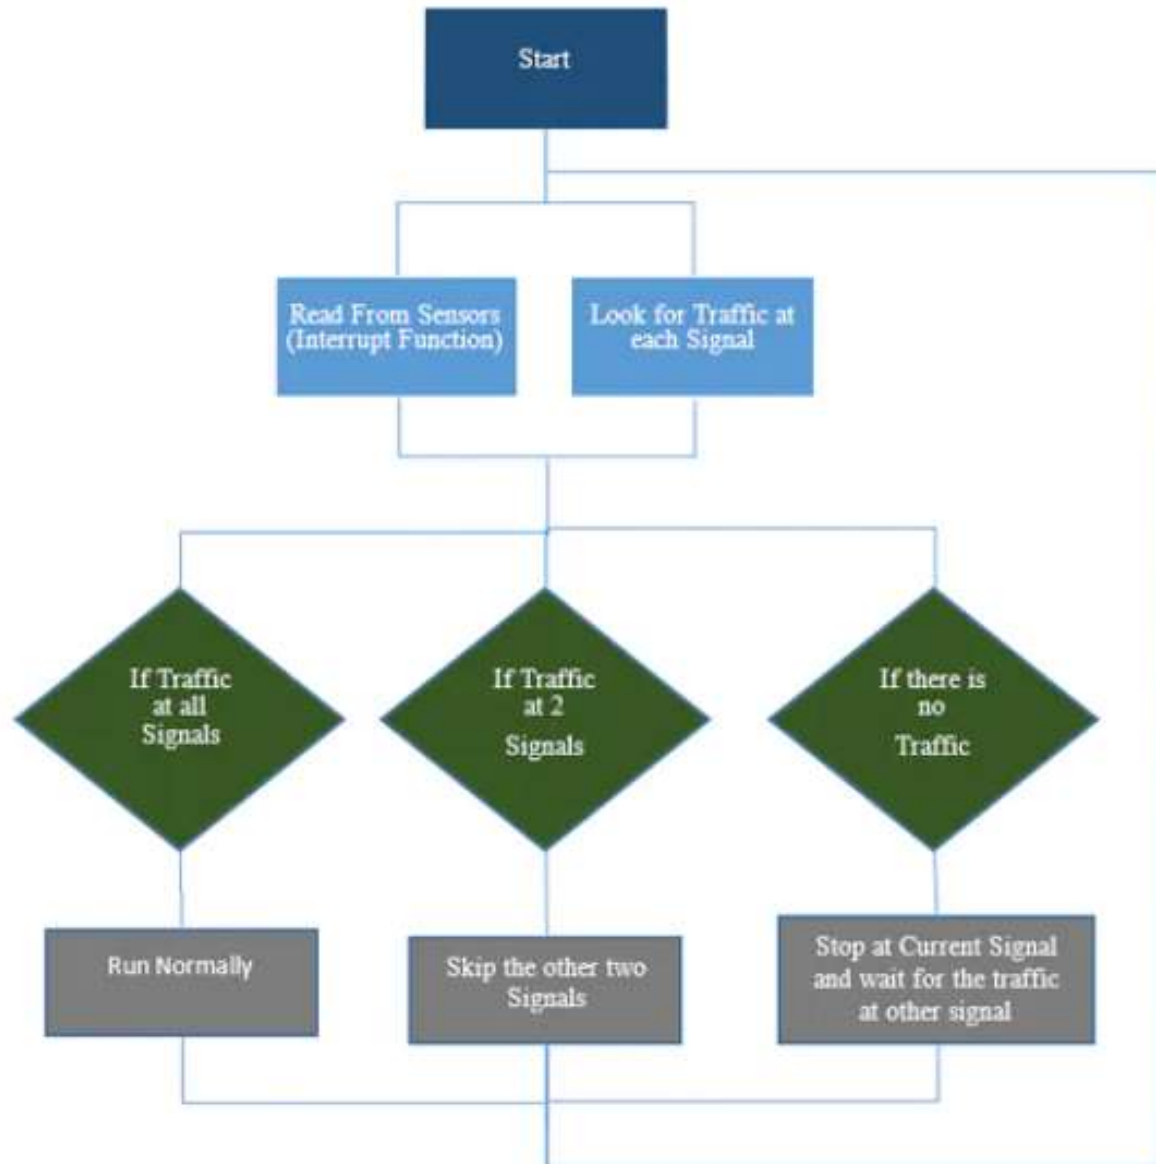 Start
Read From Sensors
(Interrupt Function)
Look for Traffic at
each Signal
If Traffic
at all
Signals
If Traffic
at 2
Signals
If there is
no
Traffic
Run Normally
Skip the other two
Signals
Stop at Current Signal
and wait for the traffic
at other signal